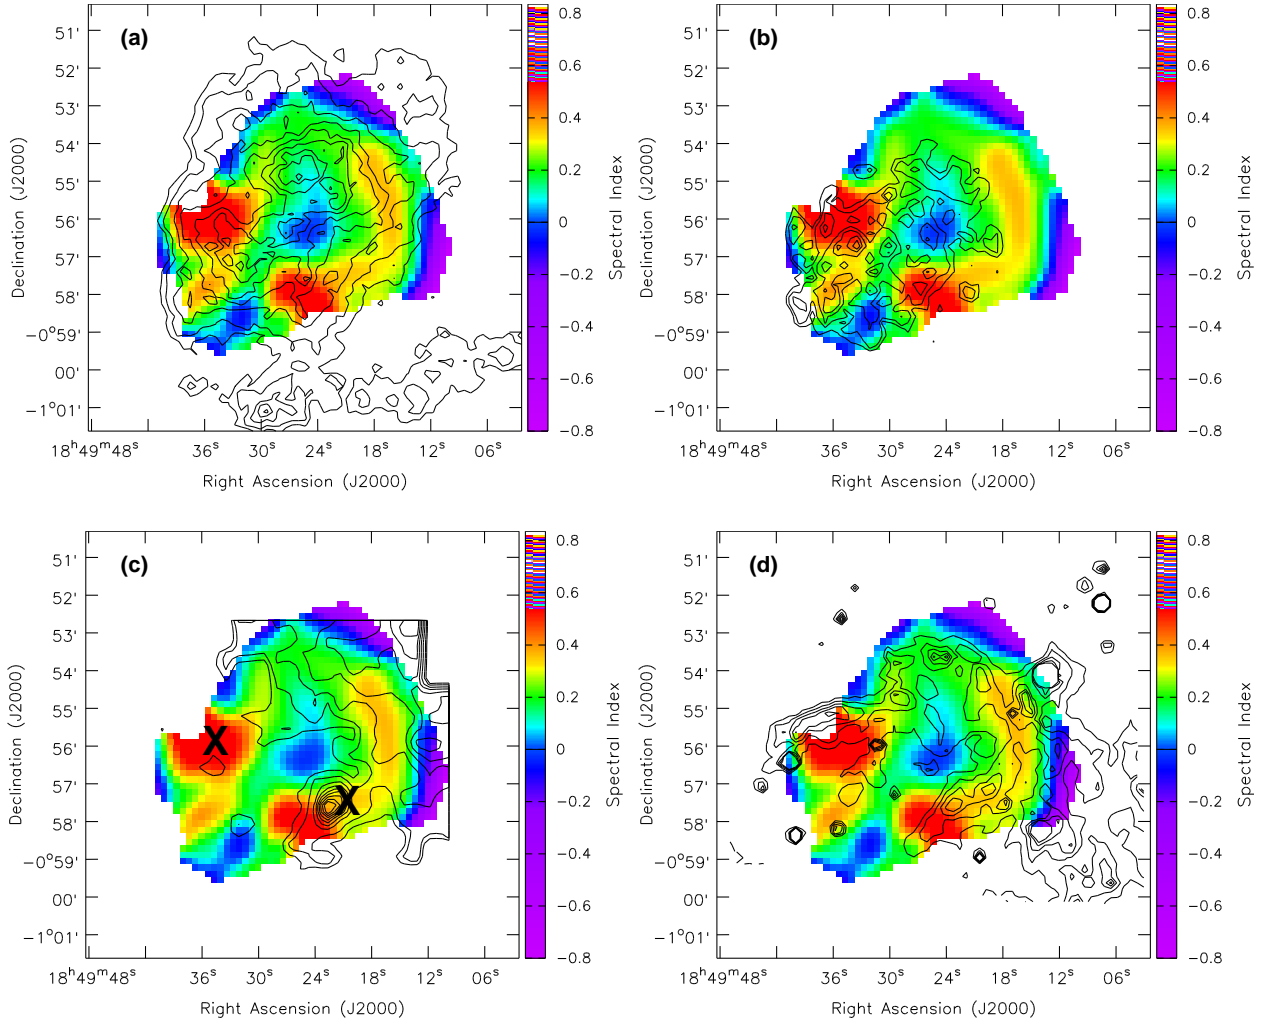 (a)
51'
52'
53'
54'
55'
56'
57'
58'
−0°59'
00'
−1°01'
Declination (J2000)
18ʰ49ᵐ48ˢ
36ˢ
30ˢ
24ˢ
18ˢ
12ˢ
06ˢ
Right Ascension (J2000)
0.8
0.6
0.4
0.2
0
−0.2
−0.4
−0.6
−0.8
Spectral Index
(b)
51'
52'
53'
54'
55'
56'
57'
58'
−0°59'
00'
−1°01'
Declination (J2000)
18ʰ49ᵐ48ˢ
36ˢ
30ˢ
24ˢ
18ˢ
12ˢ
06ˢ
Right Ascension (J2000)
0.8
0.6
0.4
0.2
0
−0.2
−0.4
−0.6
−0.8
Spectral Index
(c)
51'
52'
53'
54'
55'
56'
57'
58'
−0°59'
00'
−1°01'
Declination (J2000)
X
X
18ʰ49ᵐ48ˢ
36ˢ
30ˢ
24ˢ
18ˢ
12ˢ
06ˢ
Right Ascension (J2000)
0.8
0.6
0.4
0.2
0
−0.2
−0.4
−0.6
−0.8
Spectral Index
(d)
51'
52'
53'
54'
55'
56'
57'
58'
−0°59'
00'
−1°01'
Declination (J2000)
18ʰ49ᵐ48ˢ
36ˢ
30ˢ
24ˢ
18ˢ
12ˢ
06ˢ
Right Ascension (J2000)
0.8
0.6
0.4
0.2
0
−0.2
−0.4
−0.6
−0.8
Spectral Index